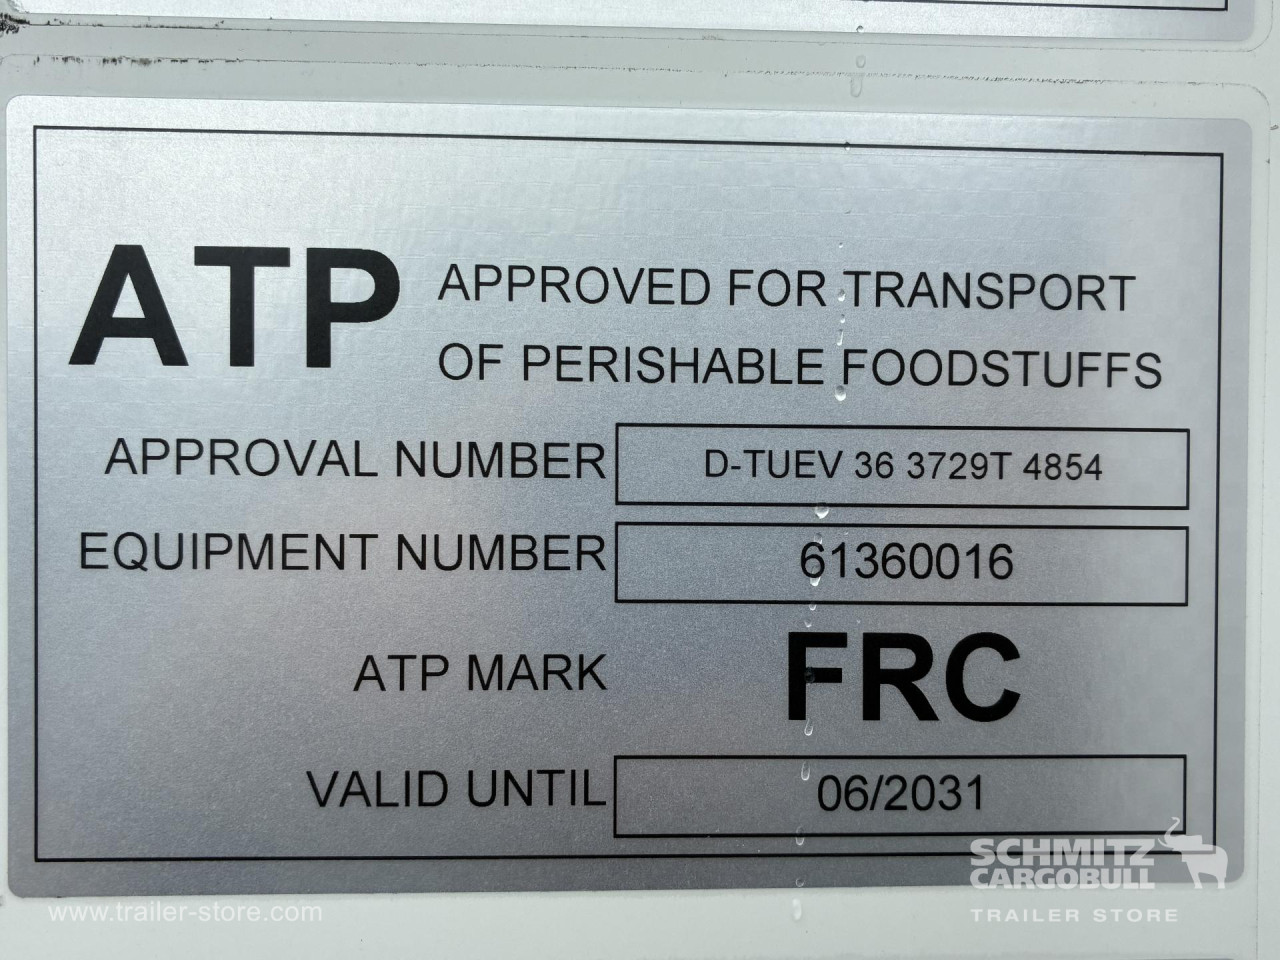 ATP APPROVED FOR TRANSPORT
OF PERISHABLE FOODSTUFFS
APPROVAL NUMBER D-TUEV 36 3729T 4854
EQUIPMENT NUMBER 61360016
ATP MARK FRC
VALID UNTIL 06/2031
SCHMITZ
CARGOBULL
TRAILER STORE
www.trailer-store.com